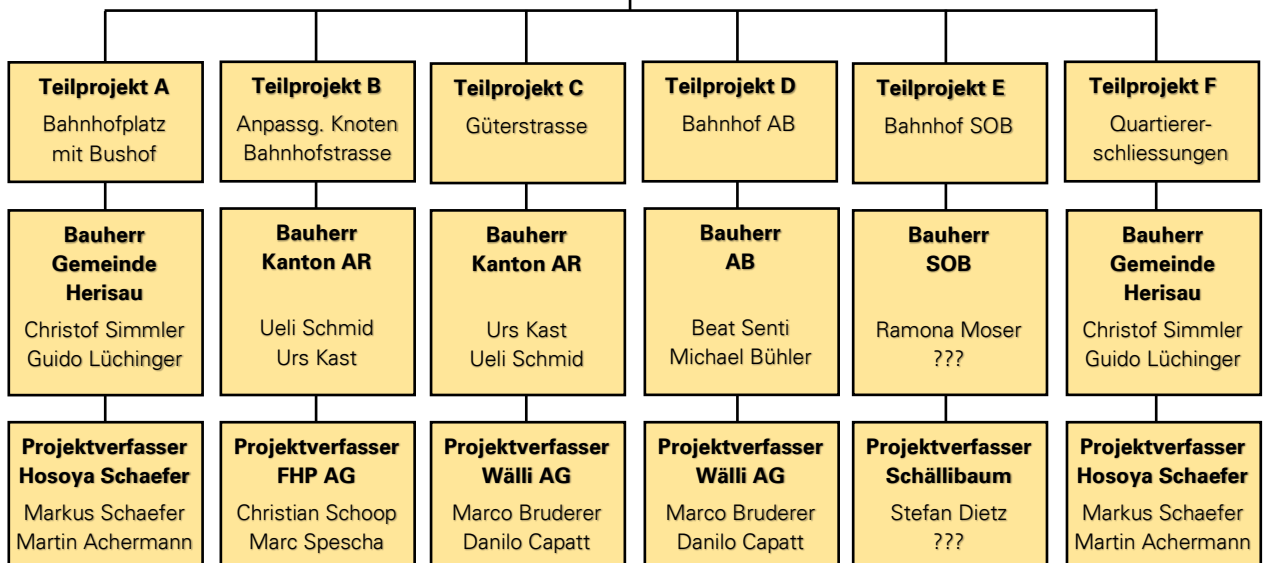 Teilprojekt A
Bahnhofplatz
mit Bushof
Teilprojekt B
Anpassg. Knoten
Bahnhofstrasse
Teilprojekt C
Güterstrasse
Teilprojekt D
Bahnhof AB
Teilprojekt E
Bahnhof SOB
Teilprojekt F
Quartierer-
schliessungen
Bauherr
Gemeinde
Herisau
Christof Simmler
Guido Lüchinger
Bauherr
Kanton AR
Ueli Schmid
Urs Kast
Bauherr
Kanton AR
Urs Kast
Ueli Schmid
Bauherr
AB
Beat Senti
Michael Bühler
Bauherr
SOB
Ramona Moser
???
Bauherr
Gemeinde
Herisau
Christof Simmler
Guido Lüchinger
Projektverfasser
Hosoya Schaefer
Markus Schaefer
Martin Achermann
Projektverfasser
FHP AG
Christian Schoop
Marc Spescha
Projektverfasser
Wälli AG
Marco Bruderer
Danilo Capatt
Projektverfasser
Wälli AG
Marco Bruderer
Danilo Capatt
Projektverfasser
Schällibaum
Stefan Dietz
???
Projektverfasser
Hosoya Schaefer
Markus Schaefer
Martin Achermann